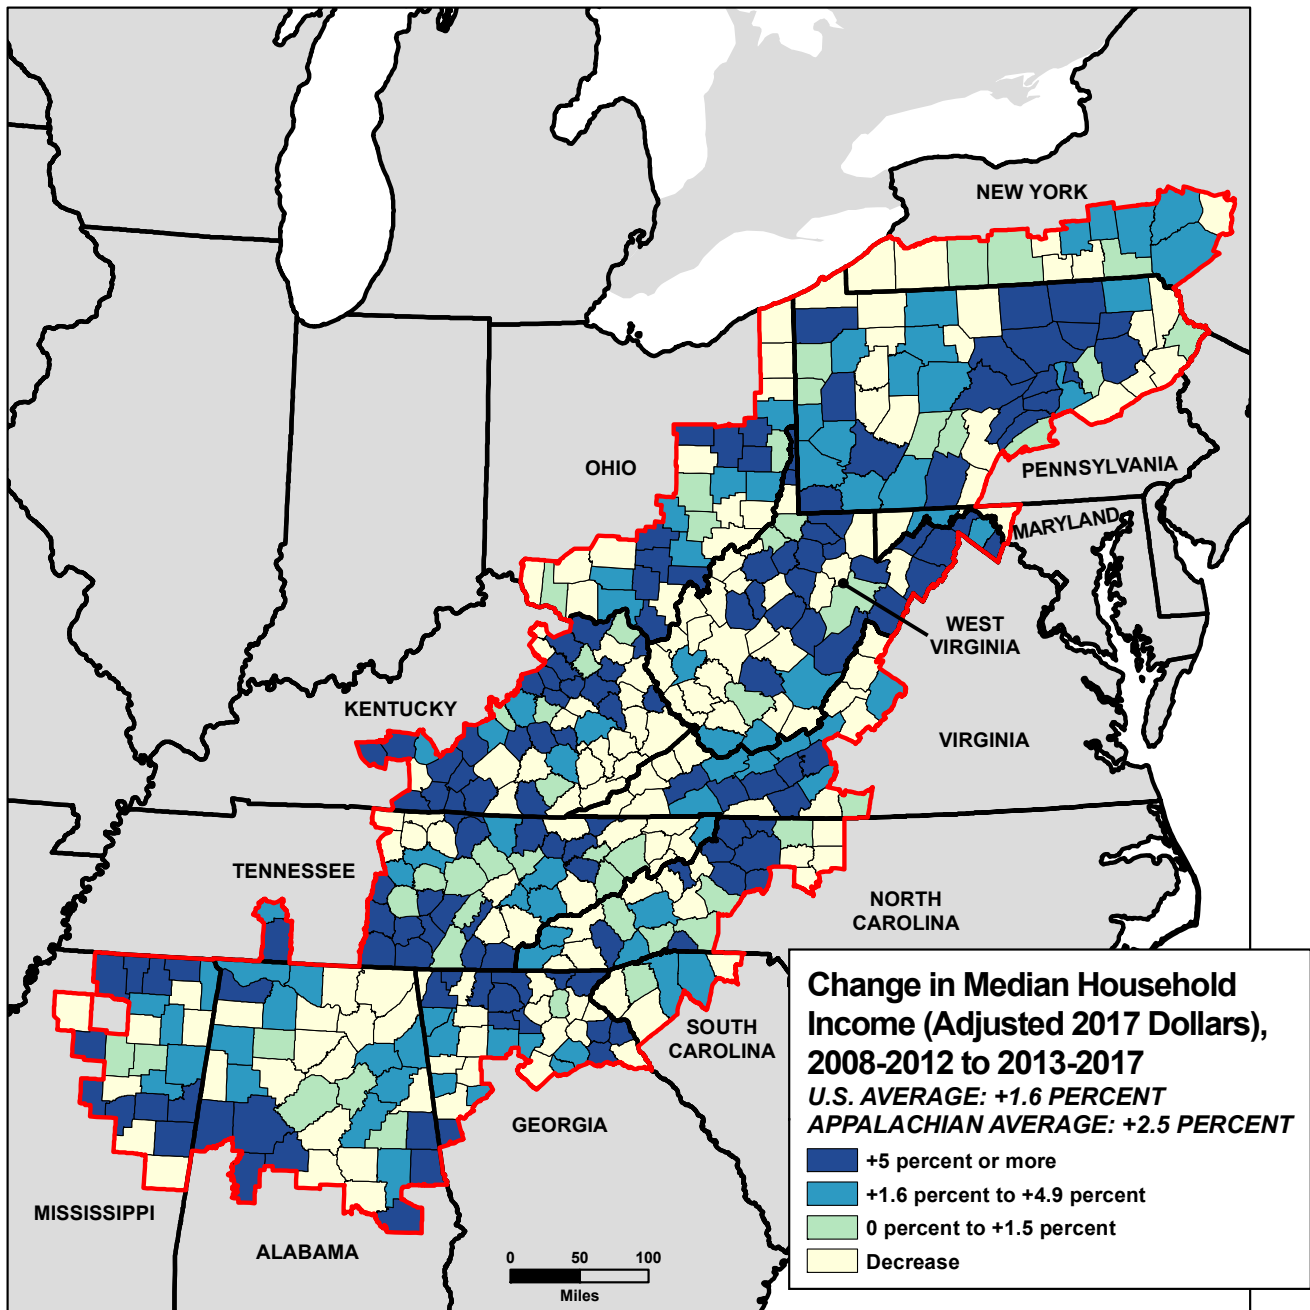 NEW YORK
OHIO
PENNSYLVANIA
MARYLAND
WEST
VIRGINIA
KENTUCKY
VIRGINIA
TENNESSEE
NORTH
CAROLINA
SOUTH
CAROLINA
GEORGIA
MISSISSIPPI
ALABAMA
0 50 100
Miles
Change in Median Household
Income (Adjusted 2017 Dollars),
2008-2012 to 2013-2017
U.S. AVERAGE: +1.6 PERCENT
APPALACHIAN AVERAGE: +2.5 PERCENT
+5 percent or more
+1.6 percent to +4.9 percent
0 percent to +1.5 percent
Decrease